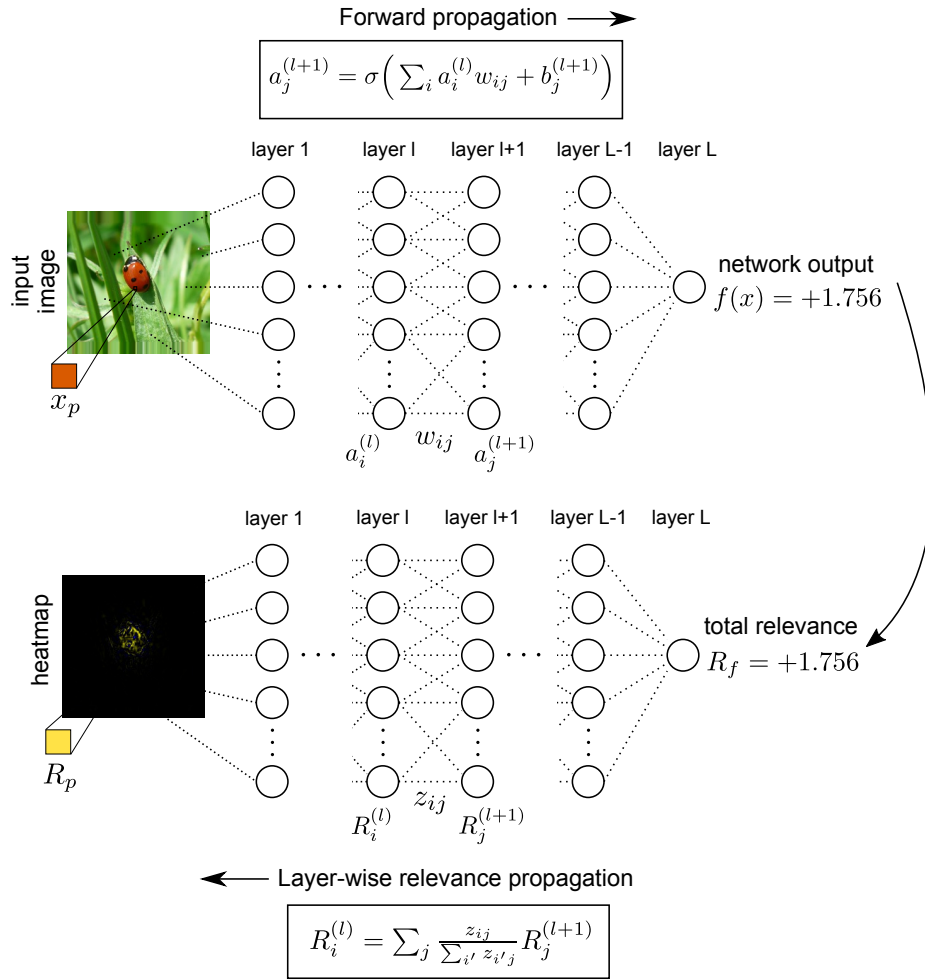 Forward propagation
a_j^{(l+1)} = σ( ∑_i a_i^{(l)} w_{ij} + b_j^{(l+1)} )
layer 1 layer l layer l+1 layer L-1 layer L
input
image
network output
f(x) = +1.756
x_p
a_i^{(l)} w_{ij} a_j^{(l+1)}
layer 1 layer l layer l+1 layer L-1 layer L
heatmap
total relevance
R_f = +1.756
R_p
R_i^{(l)} z_{ij} R_j^{(l+1)}
Layer-wise relevance propagation
R_i^{(l)} = ∑_j \frac{z_{ij}}{∑_{i'} z_{i'j}} R_j^{(l+1)}